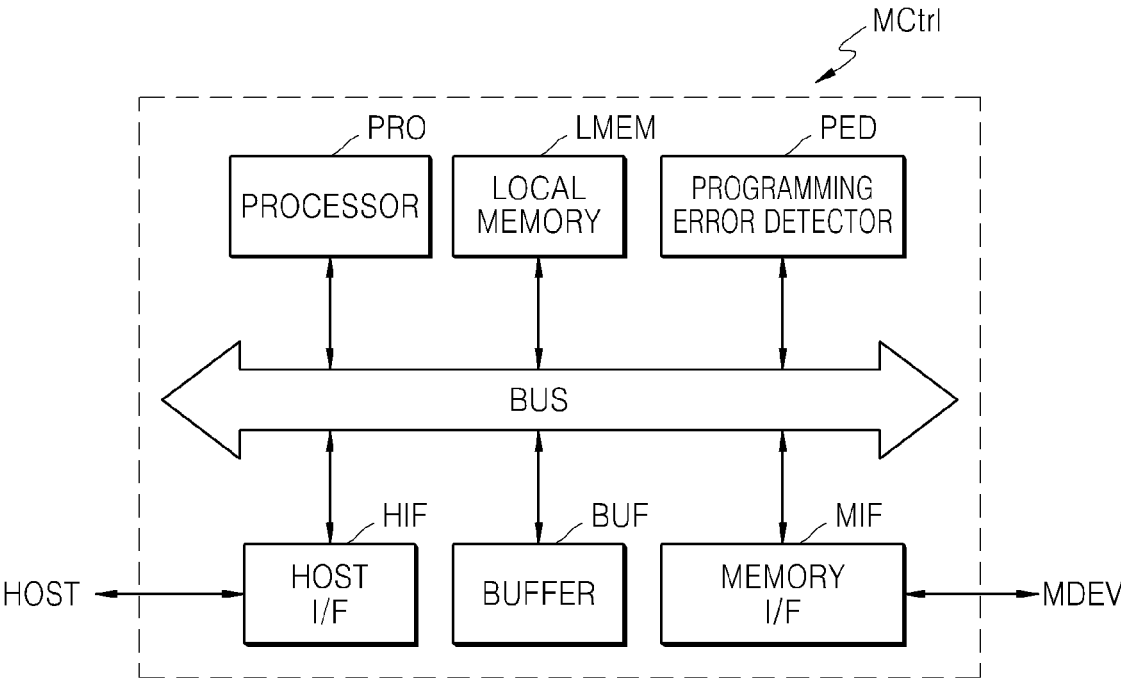 MCtrl
PRO
LMEM
PED
PROCESSOR
LOCAL
MEMORY
PROGRAMMING
ERROR DETECTOR
BUS
HIF
BUF
MIF
HOST
HOST
I/F
BUFFER
MEMORY
I/F
MDEV